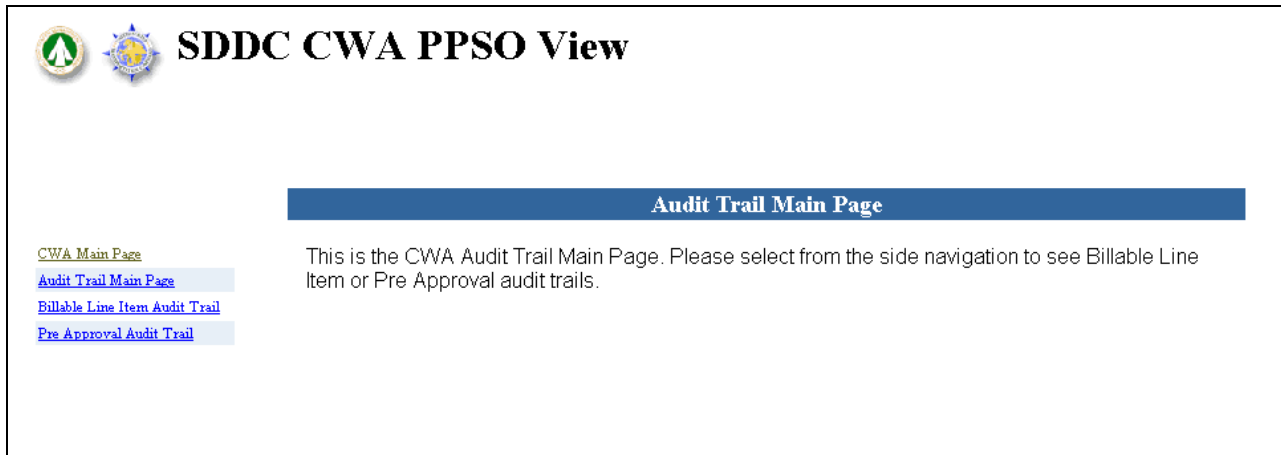 SDDC CWA PPSO View
Audit Trail Main Page
CWA Main Page
Audit Trail Main Page
Billable Line Item Audit Trail
Pre Approval Audit Trail
This is the CWA Audit Trail Main Page. Please select from the side navigation to see Billable Line
Item or Pre Approval audit trails.